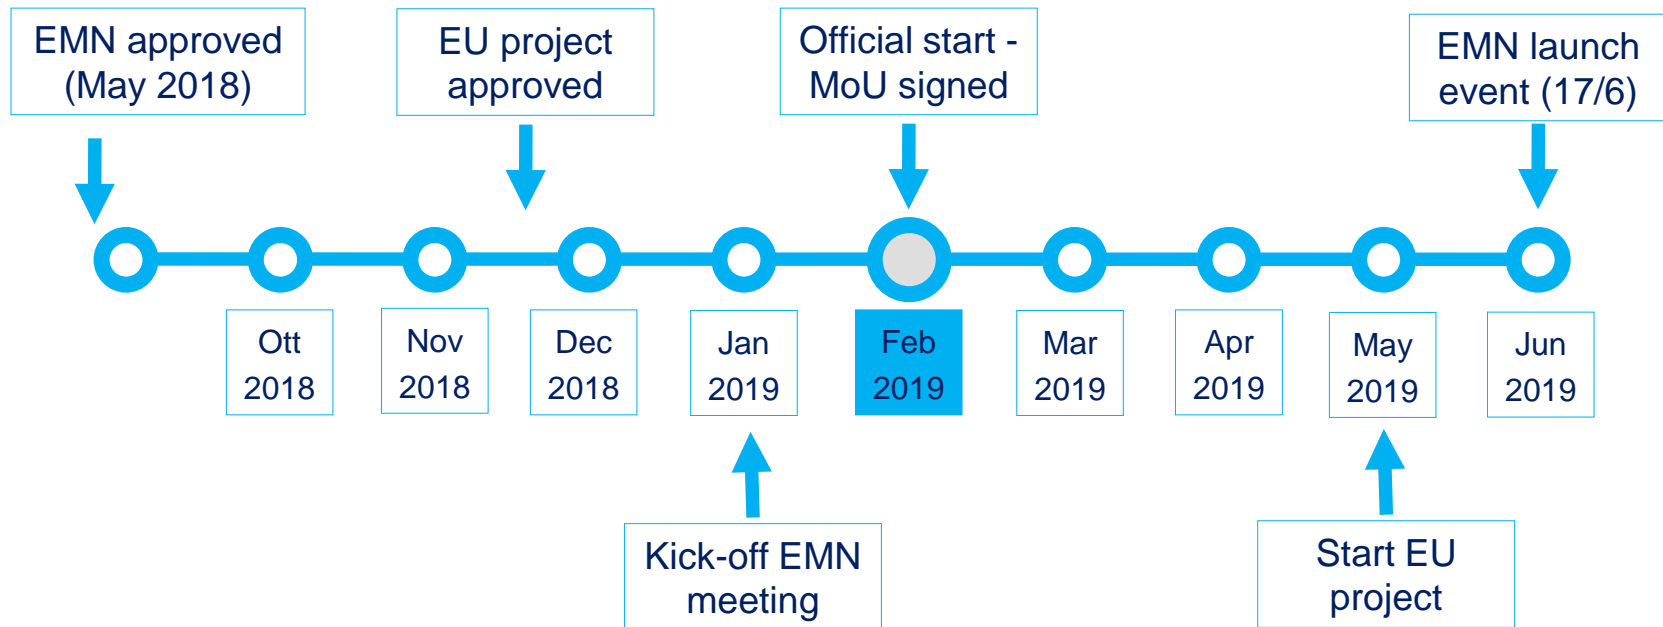 EMN approved
(May 2018)
EU project
approved
Official start -
MoU signed
EMN launch
event (17/6)
Ott
2018
Nov
2018
Dec
2018
Jan
2019
Feb
2019
Mar
2019
Apr
2019
May
2019
Jun
2019
Kick-off EMN
meeting
Start EU
project